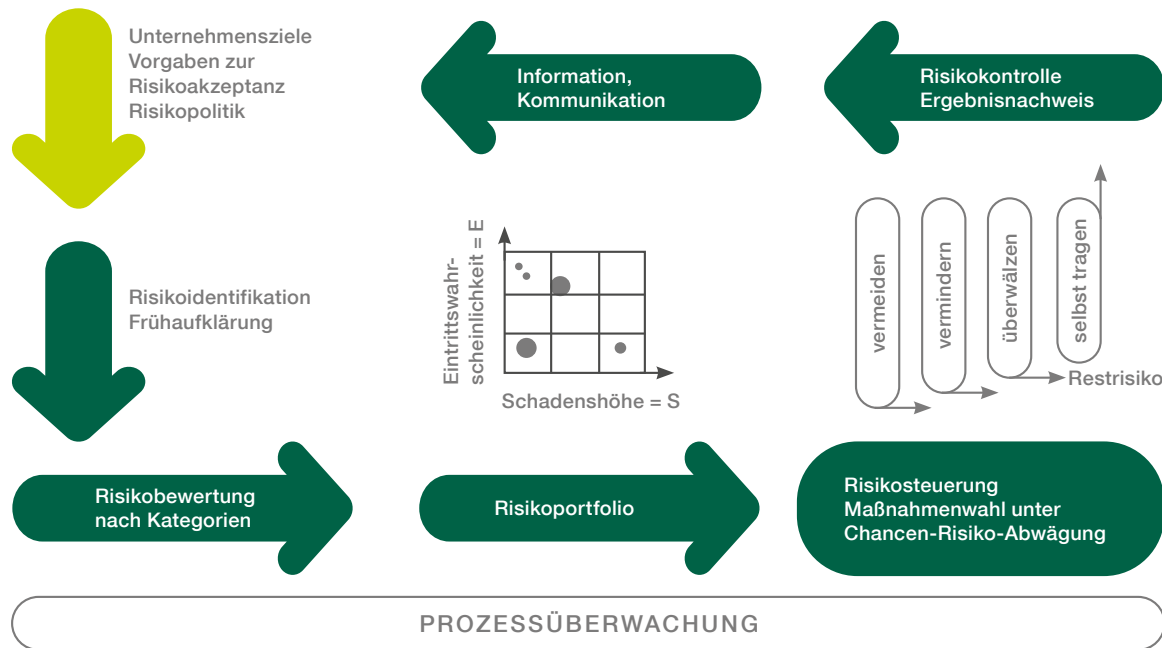 Unternehmensziele
Vorgaben zur
Risikoakzeptanz
Risikopolitik
Information,
Kommunikation
Risikokontrolle
Ergebnisnachweis
Risikoidentifikation
Frühaufklärung
Eintrittswahr-
scheinlichkeit = E
Schadenshöhe = S
vermeiden
vermindern
überwälzen
selbst tragen
Restrisiko
Risikobewertung
nach Kategorien
Risikoportfolio
Risikosteuerung
Maßnahmenwahl unter
Chancen-Risiko-Abwägung
PROZESSÜBERWACHUNG